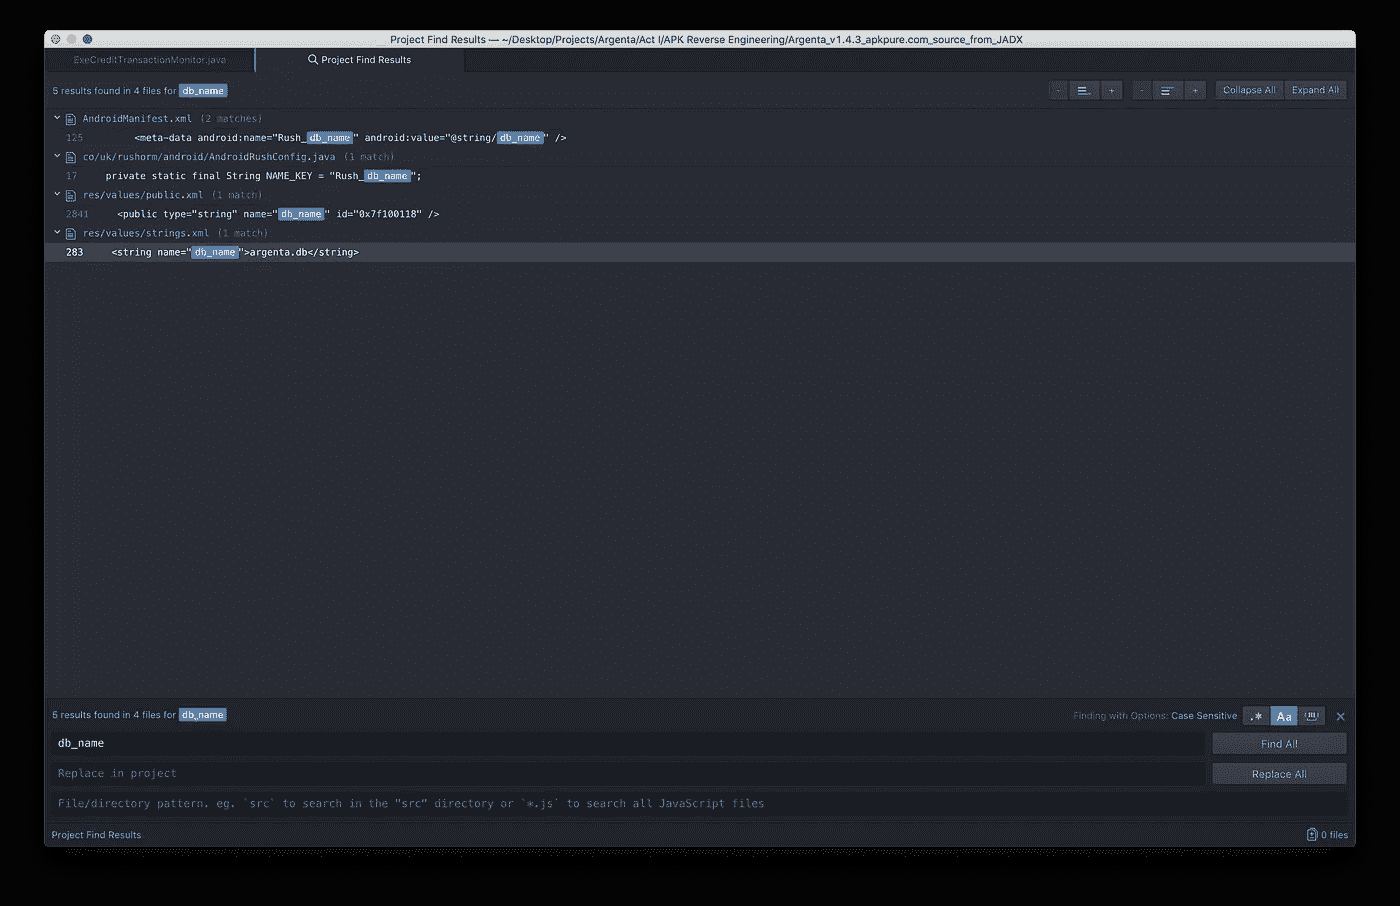 Project Find Results — ~/Desktop/Projects/Argenta/Act I/APK Reverse Engineering/Argenta_v1.4.3_apkpure.com_source_from_JADX
ExeCreditTransactionMonitor.java
Project Find Results
5 results found in 4 files for db_name
- + - + Collapse All Expand All
AndroidManifest.xml (2 matches)
125 <meta-data android:name="Rush_db_name" android:value="@string/db_name" />
co/uk/rushorm/android/AndroidRushConfig.java (1 match)
17 private static final String NAME_KEY = "Rush_db_name";
res/values/public.xml (1 match)
2841 <public type="string" name="db_name" id="0x7f100118" />
res/values/strings.xml (1 match)
283 <string name="db_name">argenta.db</string>
5 results found in 4 files for db_name
Finding with Options: Case Sensitive .* Aa
db_name
Find All
Replace in project
Replace All
File/directory pattern. eg. `src` to search in the "src" directory or `*.js` to search all JavaScript files
Project Find Results
0 files